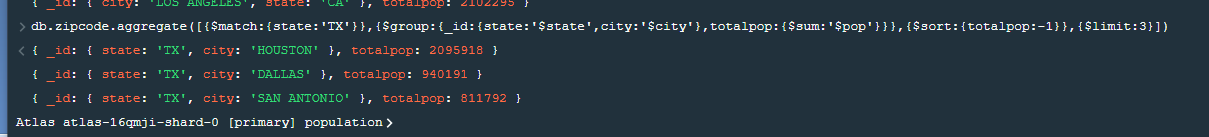 { _id: { city: 'LOS ANGELES', state: 'CA' }, totalpop: 2102295 }
> db.zipcode.aggregate([{$match:{state:'TX'}},{$group:{_id:{state:'$state',city:'$city'},totalpop:{$sum:'$pop'}}},{$sort:{totalpop:-1}},{$limit:3}])
< { _id: { state: 'TX', city: 'HOUSTON' }, totalpop: 2095918 }
{ _id: { state: 'TX', city: 'DALLAS' }, totalpop: 940191 }
{ _id: { state: 'TX', city: 'SAN ANTONIO' }, totalpop: 811792 }
Atlas atlas-16qmji-shard-0 [primary] population>